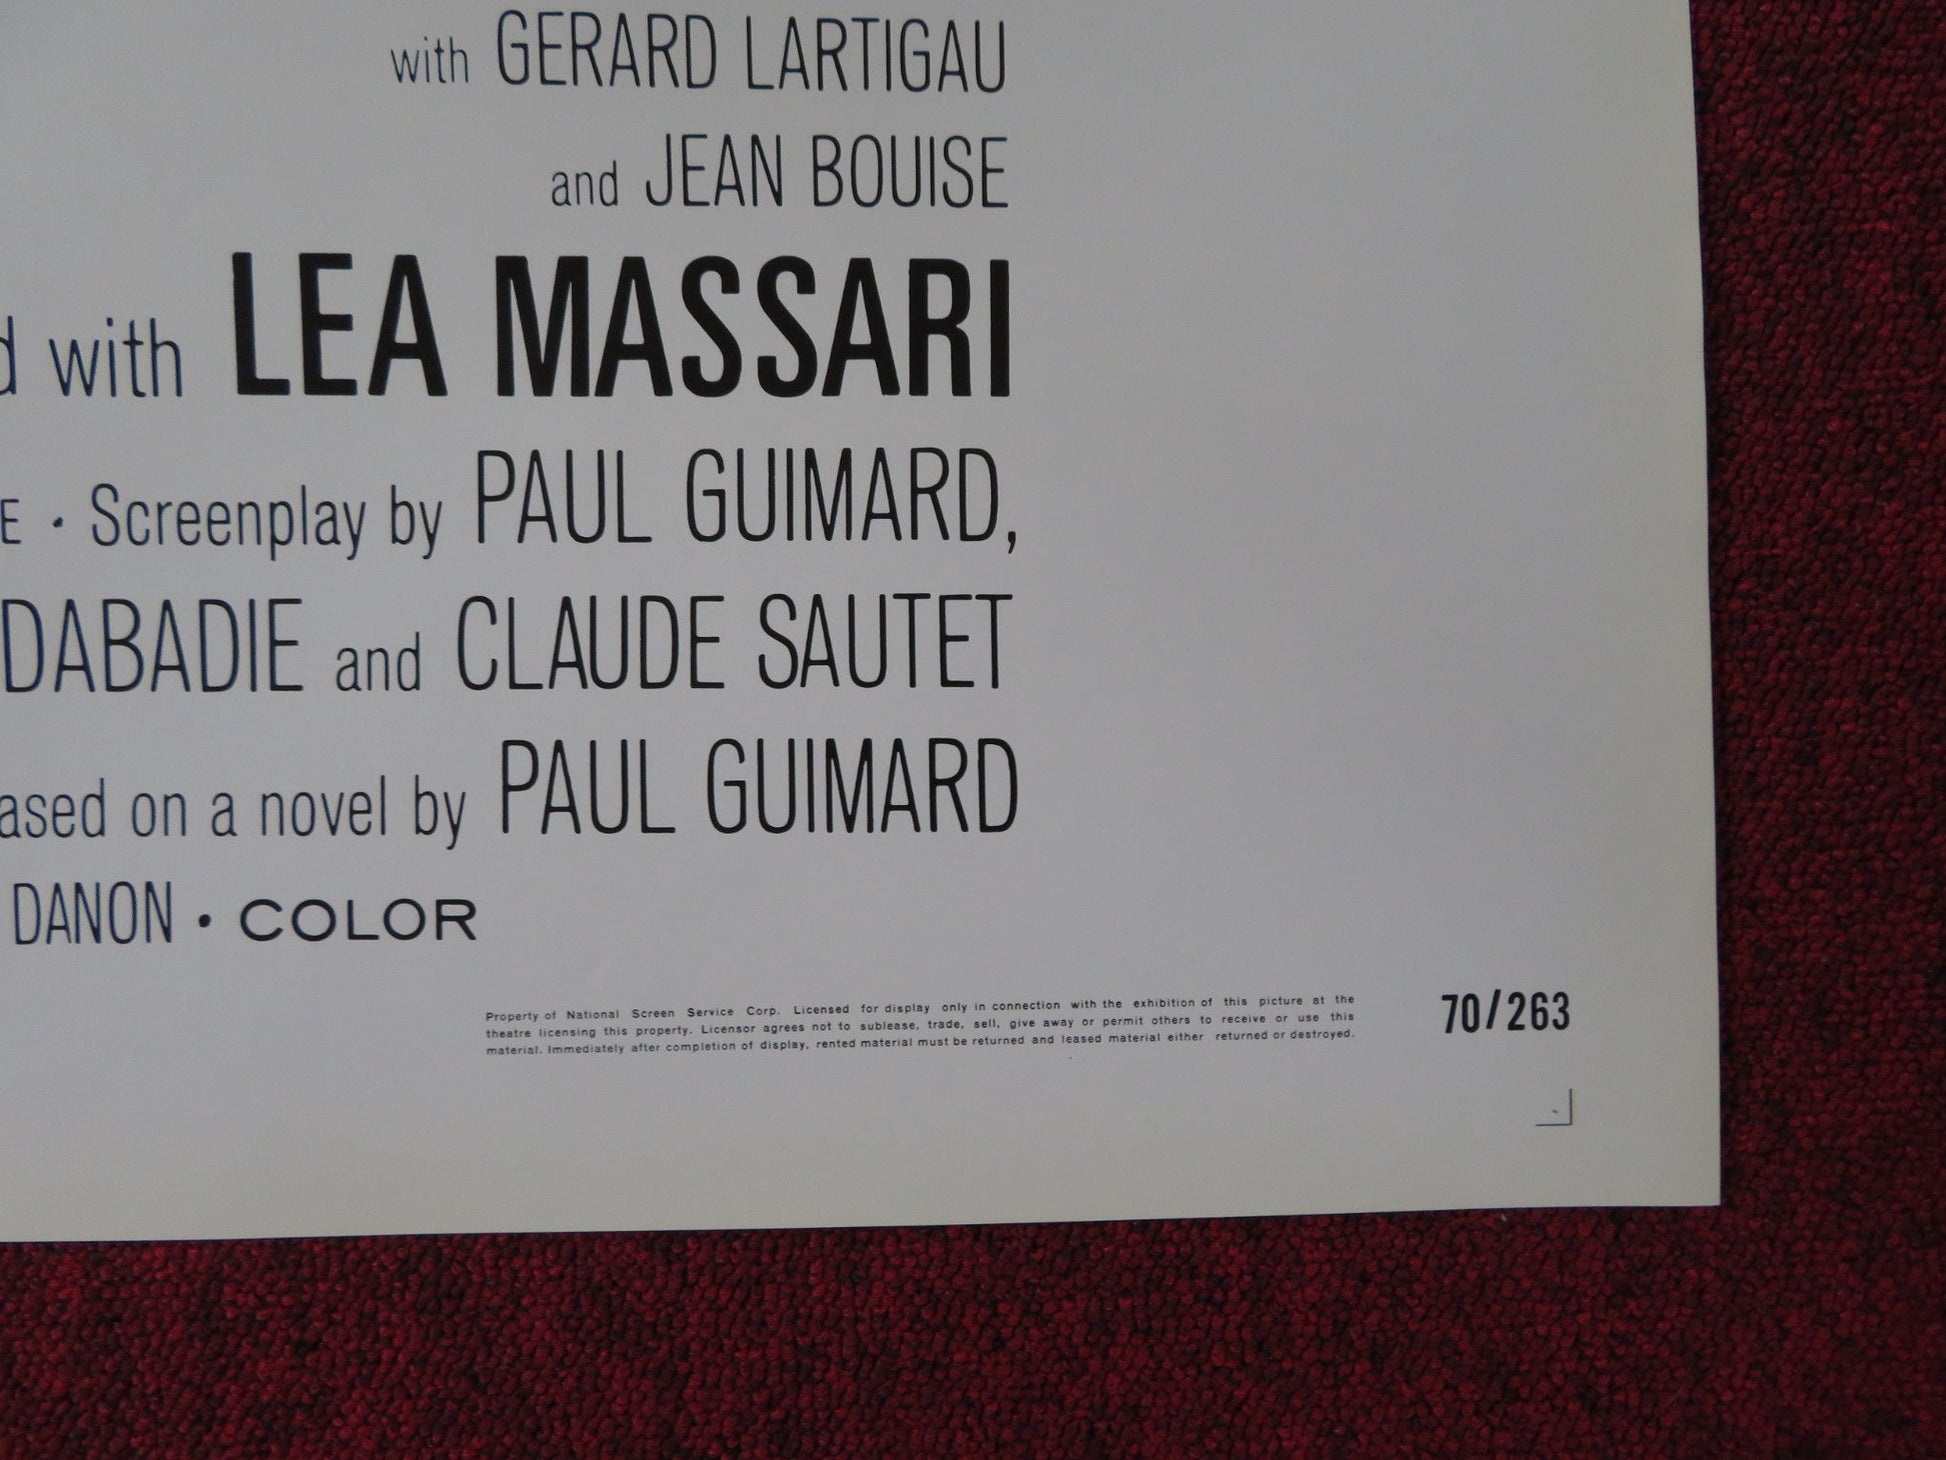 with GERARD LARTIGAU
and JEAN BOUISE
d with LEA MASSARI
E · Screenplay by PAUL GUIMARD,
DABADIE and CLAUDE SAUTET
ased on a novel by PAUL GUIMARD
DANON · COLOR
Property of National Screen Service Corp. Licensed for display only in connection with the exhibition of this picture at the
theatre licensing this property. Licensor agrees not to sublease, trade, sell, give away or permit others to receive or use this
material. Immediately after completion of display, rented material must be returned and leased material either returned or destroyed.
70/263